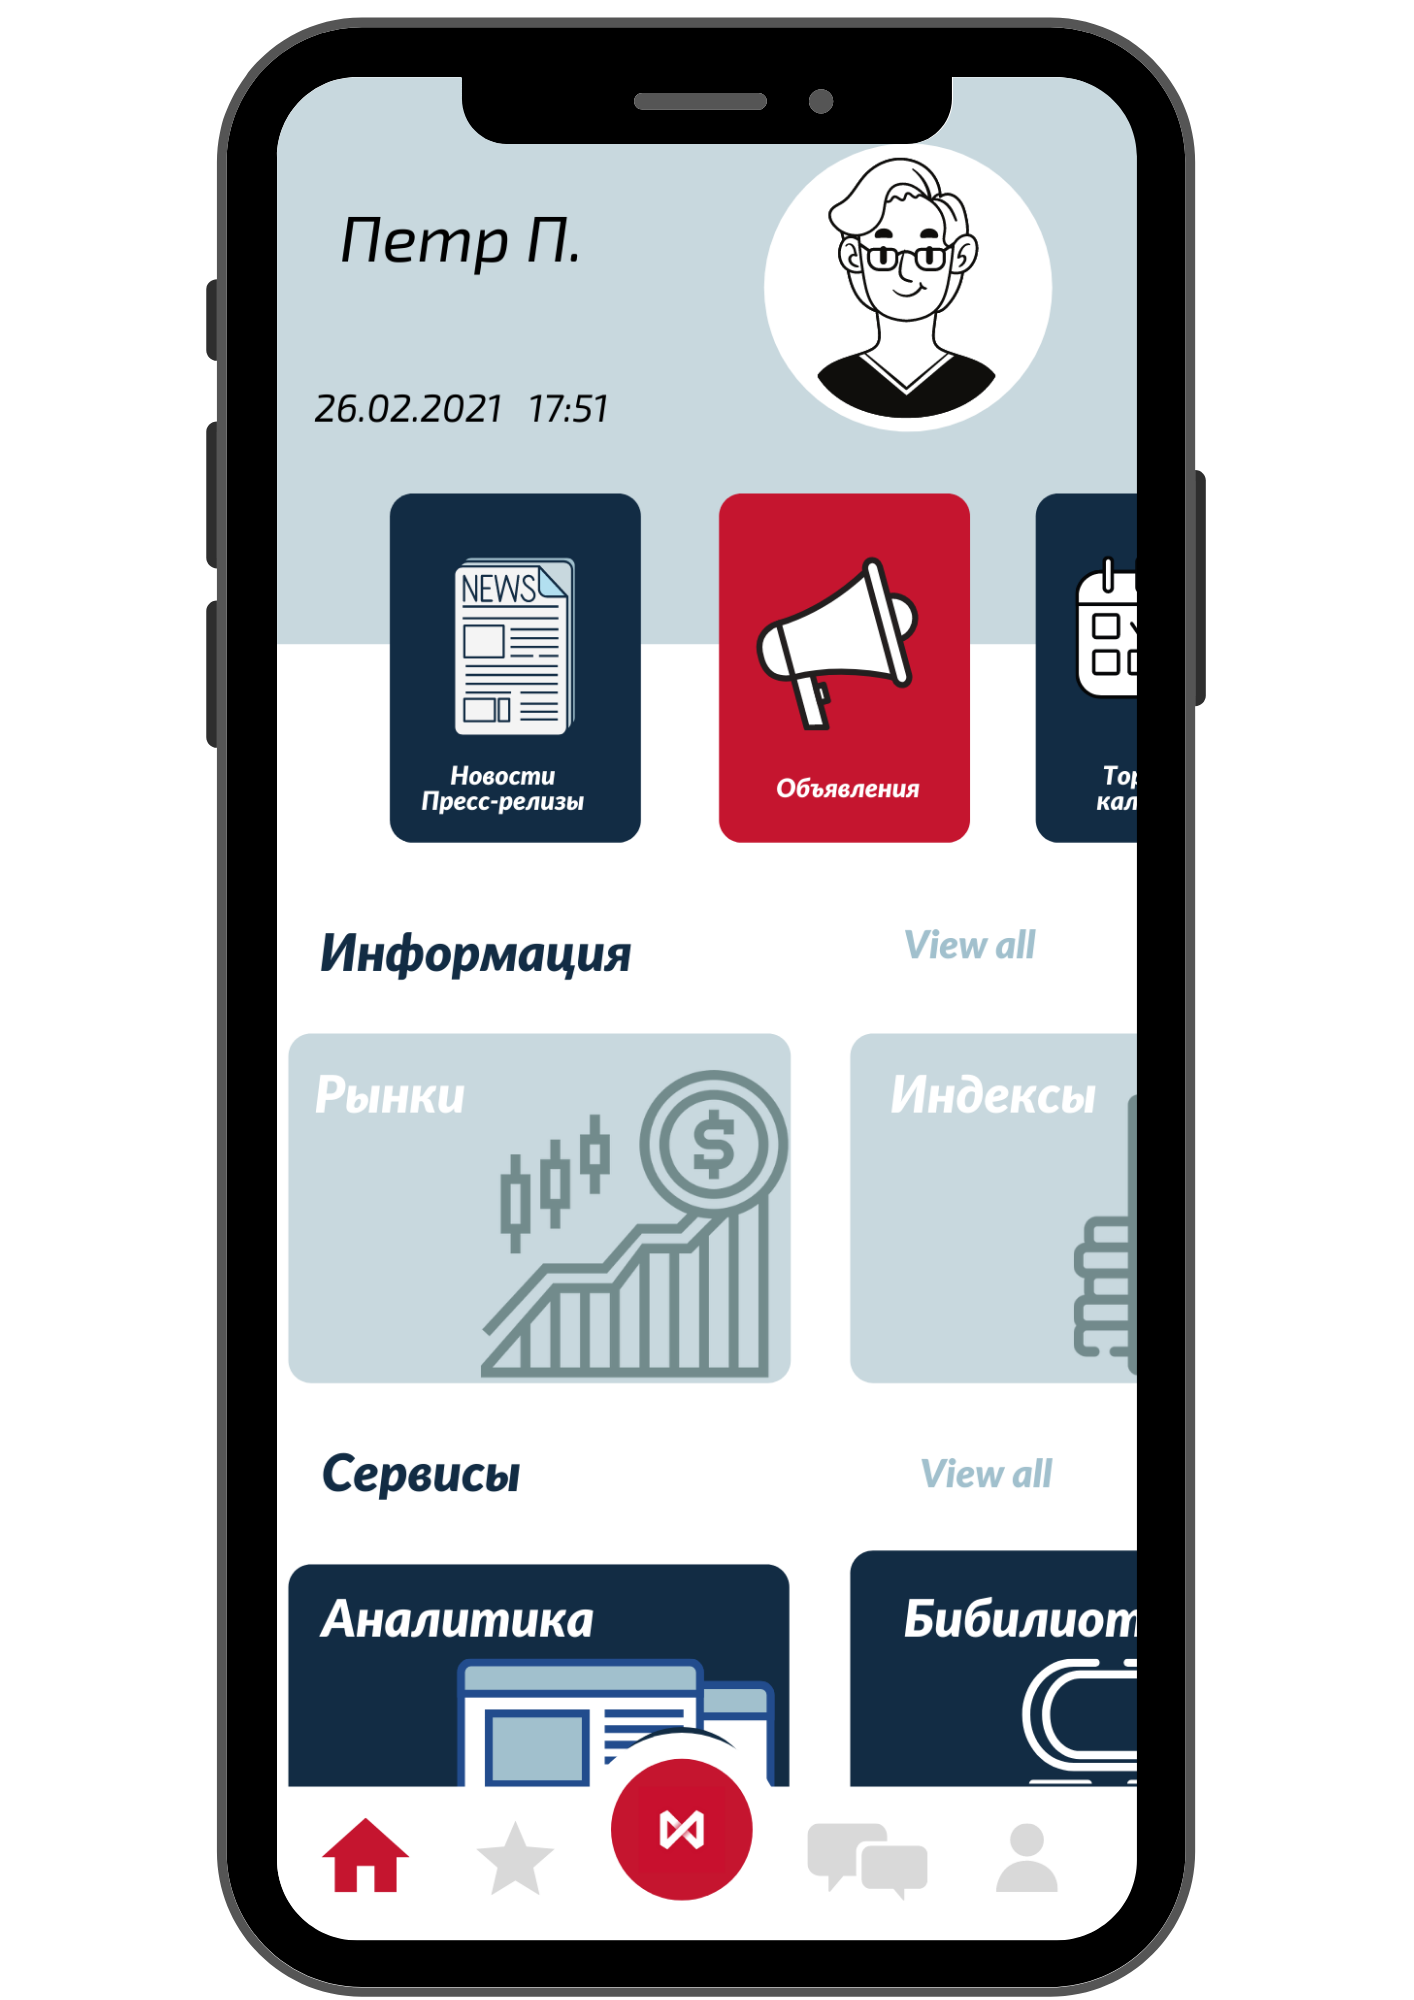 Петр П.
26.02.2021 17:51
NEWS
Новости
Пресс-релизы
Объявления
Информация
View all
Рынки
$
Индексы
Сервисы
View all
Аналитика